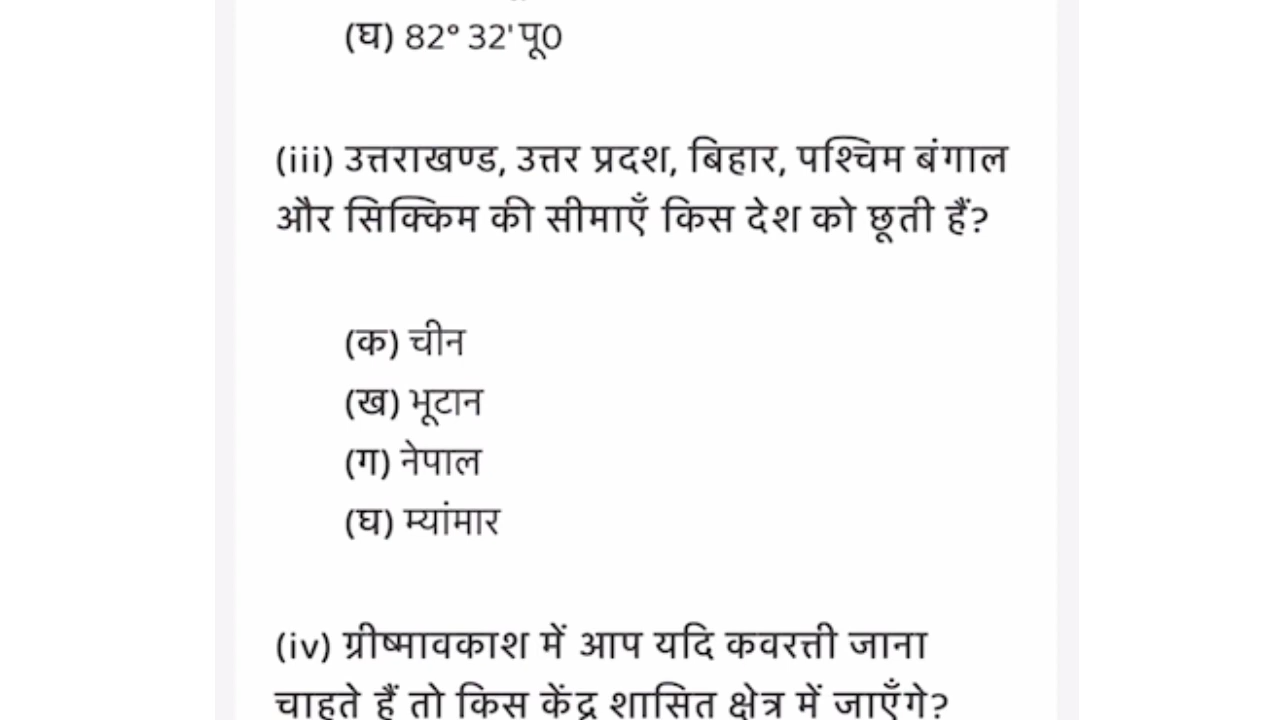 (घ) 82° 32' पू0
(iii) उत्तराखण्ड, उत्तर प्रदश, बिहार, पश्चिम बंगाल
और सिक्किम की सीमाएँ किस देश को छूती हैं?
(क) चीन
(ख) भूटान
(ग) नेपाल
(घ) म्यांमार
(iv) ग्रीष्मावकाश में आप यदि कवरत्ती जाना
चाहते हैं तो किस केंद्र शासित क्षेत्र में जाएँगे?